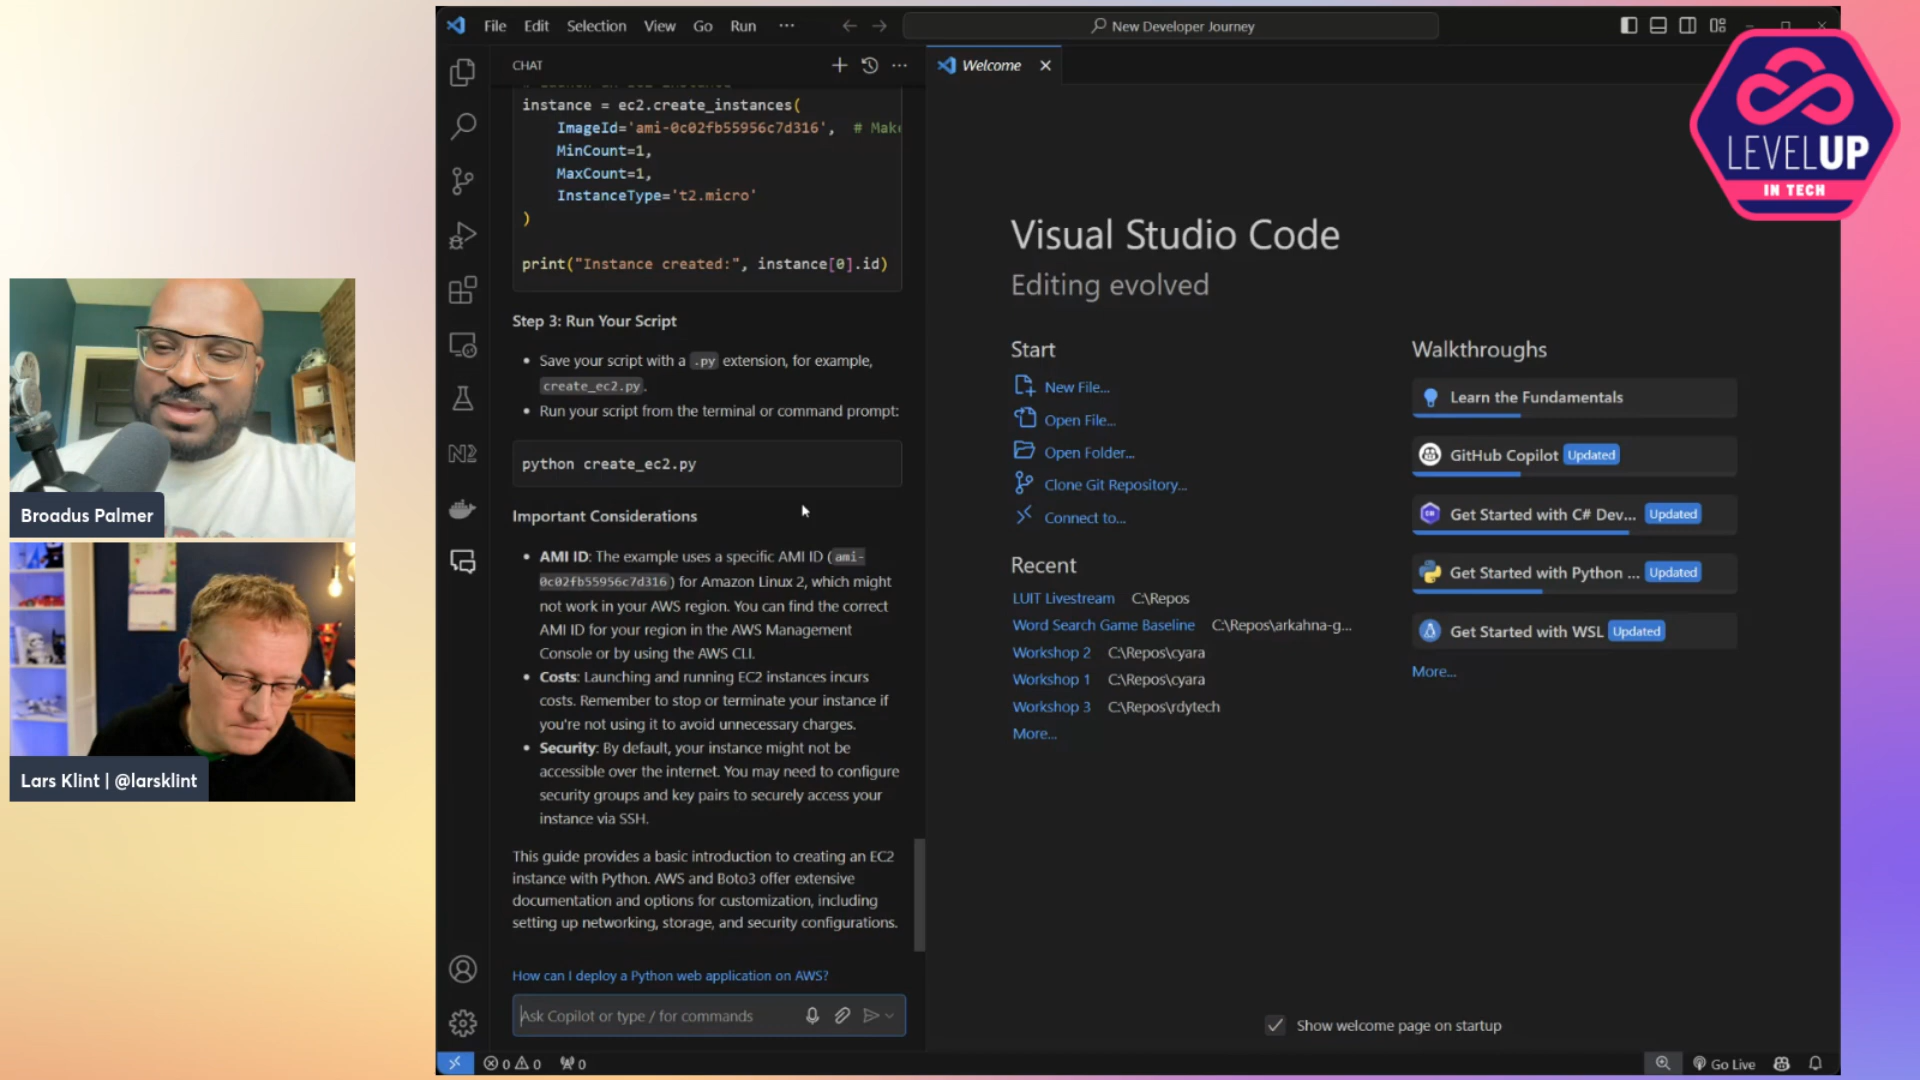 File Edit Selection View Go Run ...
New Developer Journey
CHAT
Welcome
instance = ec2.create_instances(
ImageId='ami-0c02fb55956c7d316', # Make
MinCount=1,
MaxCount=1,
InstanceType='t2.micro'
)
print("Instance created:", instance[0].id)
Step 3: Run Your Script
• Save your script with a .py extension, for example,
create_ec2.py.
• Run your script from the terminal or command prompt:
python create_ec2.py
Important Considerations
• AMI ID: The example uses a specific AMI ID (ami-
0c02fb55956c7d316) for Amazon Linux 2, which might
not work in your AWS region. You can find the correct
AMI ID for your region in the AWS Management
Console or by using the AWS CLI.
• Costs: Launching and running EC2 instances incurs
costs. Remember to stop or terminate your instance if
you're not using it to avoid unnecessary charges.
• Security: By default, your instance might not be
accessible over the internet. You may need to configure
security groups and key pairs to securely access your
instance via SSH.
This guide provides a basic introduction to creating an EC2
instance with Python. AWS and Boto3 offer extensive
documentation and options for customization, including
setting up networking, storage, and security configurations.
How can I deploy a Python web application on AWS?
Ask Copilot or type / for commands
Visual Studio Code
Editing evolved
Start
New File...
Open File...
Open Folder...
Clone Git Repository...
Connect to...
Recent
LUIT Livestream C:\Repos
Word Search Game Baseline C:\Repos\arkahna-g...
Workshop 2 C:\Repos\cyara
Workshop 1 C:\Repos\cyara
Workshop 3 C:\Repos\rdytech
More...
Walkthroughs
Learn the Fundamentals
GitHub Copilot Updated
Get Started with C# Dev... Updated
Get Started with Python ... Updated
Get Started with WSL Updated
More...
Show welcome page on startup
0 0 0
Go Live
LEVELUP
IN TECH
Broadus Palmer
Lars Klint | @larsklint